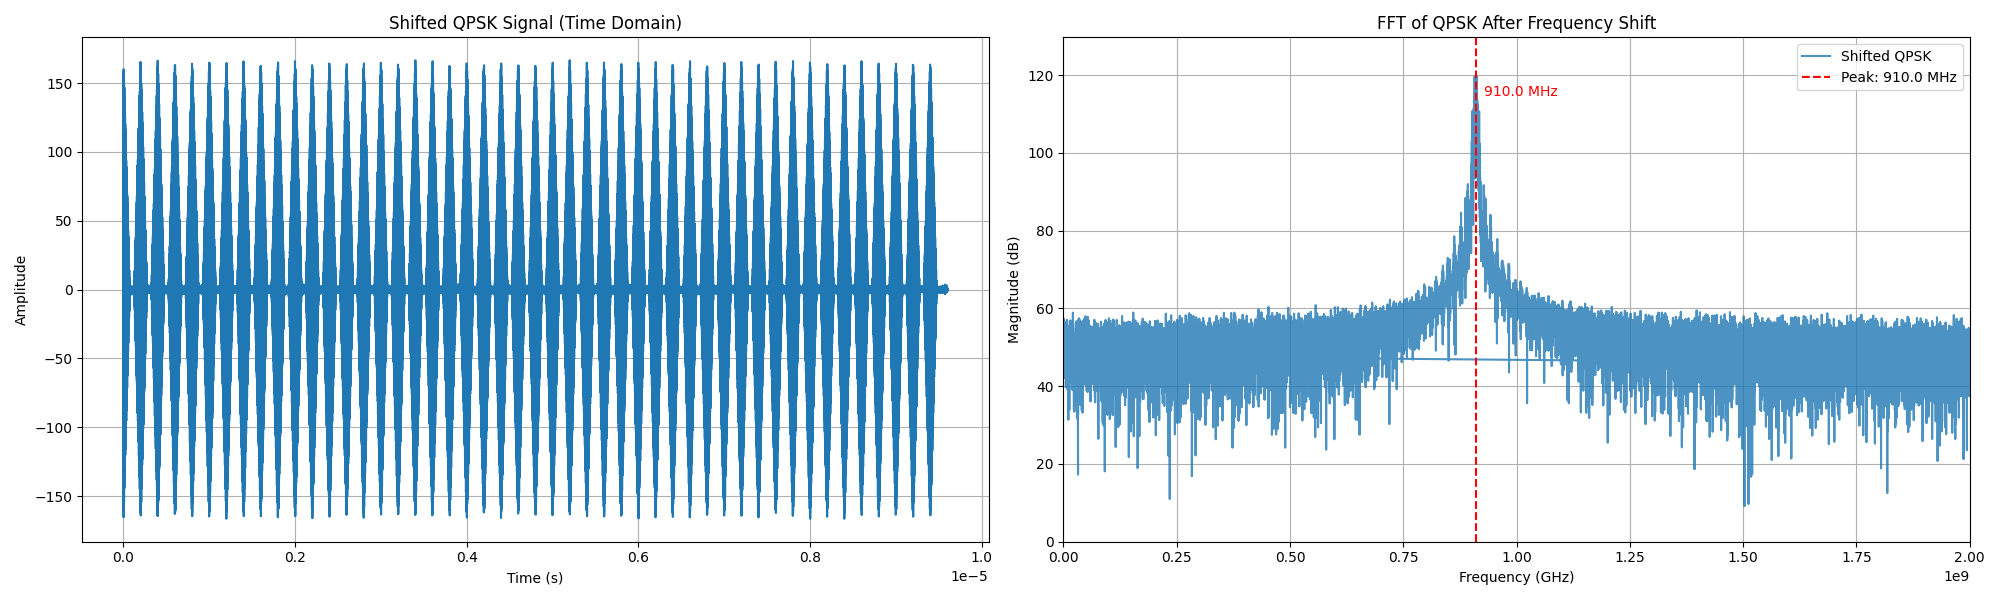 Shifted QPSK Signal (Time Domain)
Amplitude
150
100
50
0
−50
−100
−150
0.0 0.2 0.4 0.6 0.8 1.0
1e−5
Time (s)
FFT of QPSK After Frequency Shift
Magnitude (dB)
120
100
80
60
40
20
0
Shifted QPSK
Peak: 910.0 MHz
910.0 MHz
0.00 0.25 0.50 0.75 1.00 1.25 1.50 1.75 2.00
1e9
Frequency (GHz)